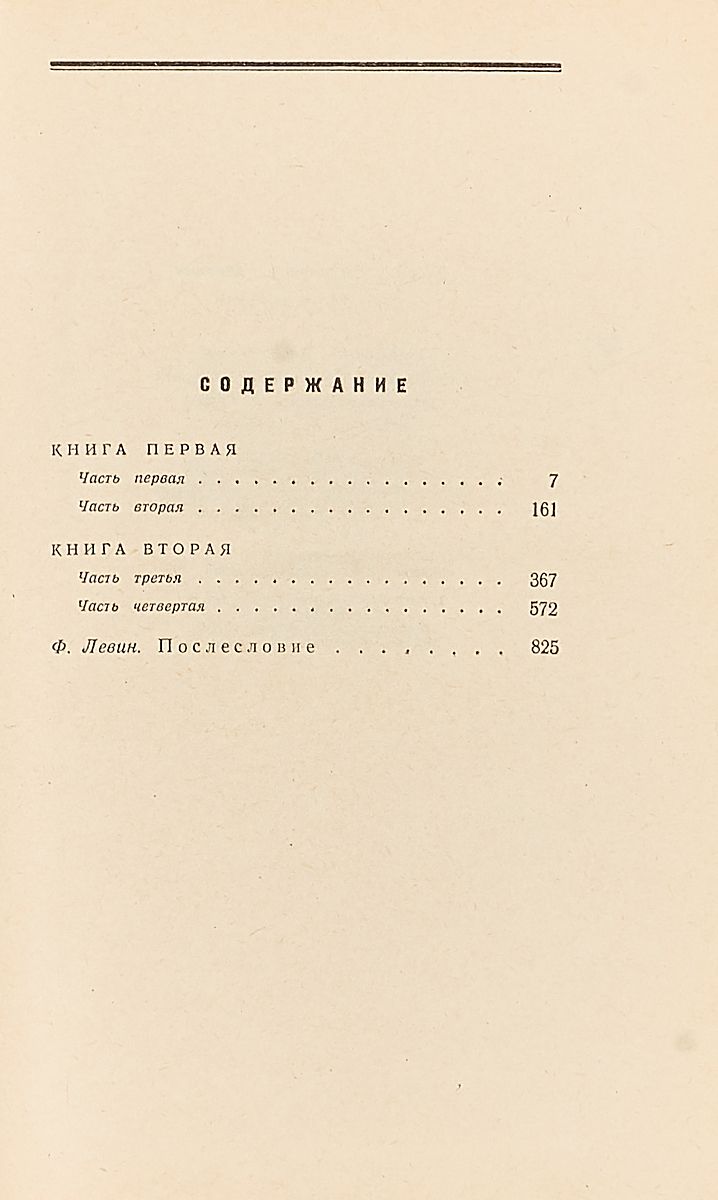 СОДЕРЖАНИЕ
КНИГА ПЕРВАЯ
Часть первая . . . . . . . . . . . . . . . . . 7
Часть вторая . . . . . . . . . . . . . . . . . 161
КНИГА ВТОРАЯ
Часть третья . . . . . . . . . . . . . . . . . 367
Часть четвертая . . . . . . . . . . . . . . . . 572
Ф. Левин. Послесловие . . . . . . . . 825